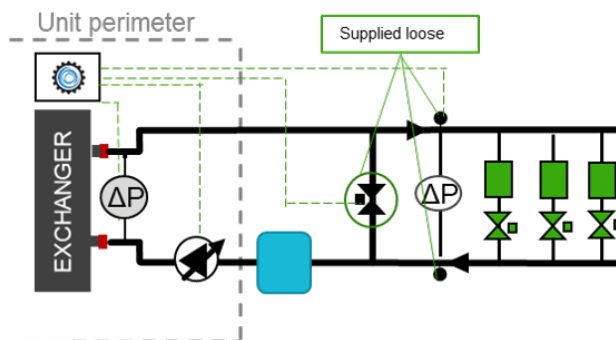 Unit perimeter
Supplied loose
EXCHANGER
ΔP
ΔP